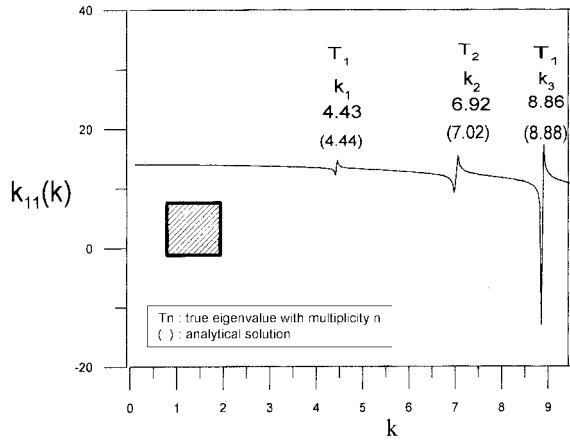 40
20
0
-20
k11(k)
T1 T2 T1
k1 k2 k3
4.43 6.92 8.86
(4.44) (7.02) (8.88)
Tn : true eigenvalue with multiplicity n
( ) : analytical solution
0 1 2 3 4 5 6 7 8 9
k